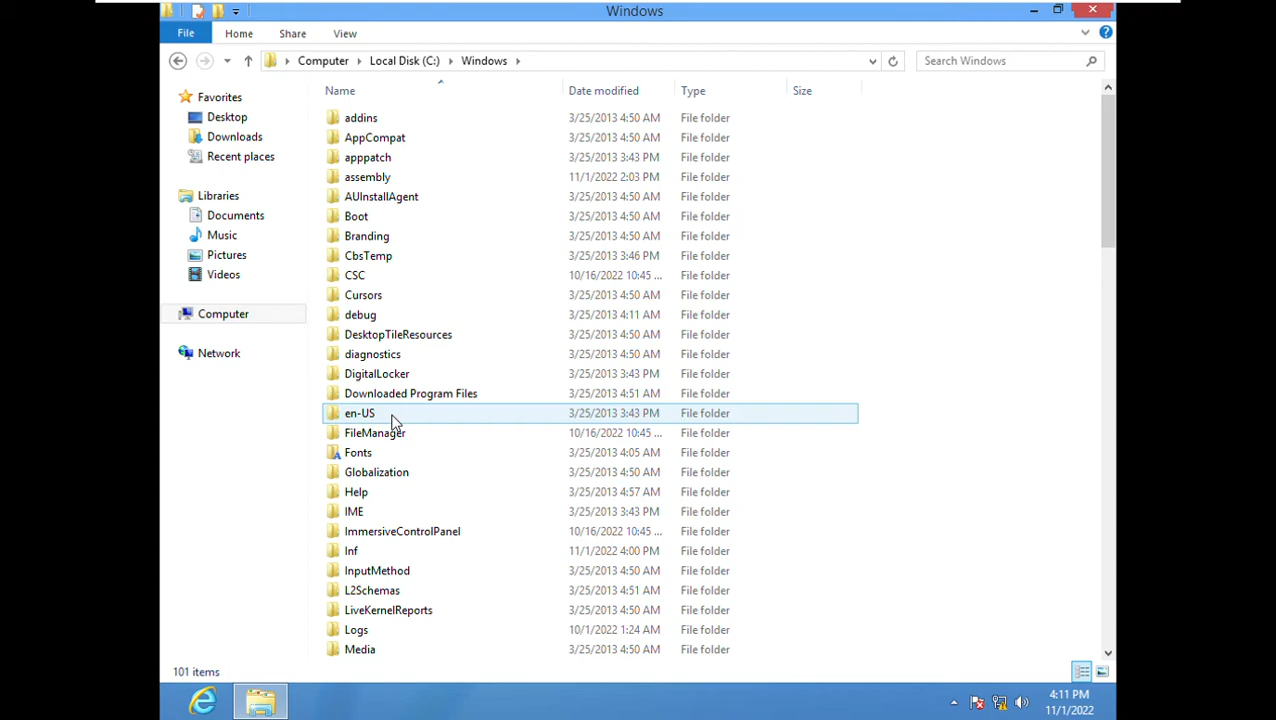 Windows
File Home Share View
Computer Local Disk (C:) Windows Search Windows
Name Date modified Type Size
Favorites
Desktop
Downloads
Recent places
Libraries
Documents
Music
Pictures
Videos
Computer
Network
addins 3/25/2013 4:50 AM File folder
AppCompat 3/25/2013 4:50 AM File folder
apppatch 3/25/2013 3:43 PM File folder
assembly 11/1/2022 2:03 PM File folder
AUInstallAgent 3/25/2013 4:50 AM File folder
Boot 3/25/2013 4:50 AM File folder
Branding 3/25/2013 4:50 AM File folder
CbsTemp 3/25/2013 3:46 PM File folder
CSC 10/16/2022 10:45 ... File folder
Cursors 3/25/2013 4:50 AM File folder
debug 3/25/2013 4:11 AM File folder
DesktopTileResources 3/25/2013 4:50 AM File folder
diagnostics 3/25/2013 4:50 AM File folder
DigitalLocker 3/25/2013 3:43 PM File folder
Downloaded Program Files 3/25/2013 4:51 AM File folder
en-US 3/25/2013 3:43 PM File folder
FileManager 10/16/2022 10:45 ... File folder
Fonts 3/25/2013 4:05 AM File folder
Globalization 3/25/2013 4:50 AM File folder
Help 3/25/2013 4:57 AM File folder
IME 3/25/2013 3:43 PM File folder
ImmersiveControlPanel 10/16/2022 10:45 ... File folder
Inf 11/1/2022 4:00 PM File folder
InputMethod 3/25/2013 4:50 AM File folder
L2Schemas 3/25/2013 4:51 AM File folder
LiveKernelReports 3/25/2013 4:50 AM File folder
Logs 10/1/2022 1:24 AM File folder
Media 3/25/2013 4:50 AM File folder
101 items
4:11 PM
11/1/2022